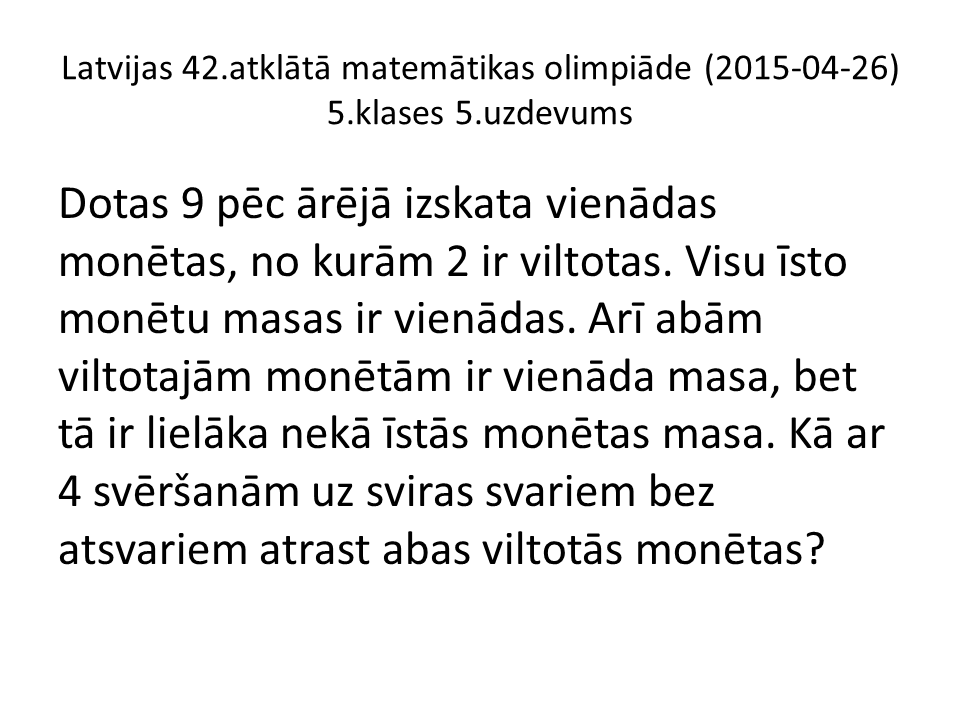 Latvijas 42.atklātā matemātikas olimpiāde (2015-04-26)
5.klases 5.uzdevums
Dotas 9 pēc ārējā izskata vienādas
monētas, no kurām 2 ir viltotas. Visu īsto
monētu masas ir vienādas. Arī abām
viltotajām monētām ir vienāda masa, bet
tā ir lielāka nekā īstās monētas masa. Kā ar
4 svēršanām uz sviras svariem bez
atsvariem atrast abas viltotās monētas?